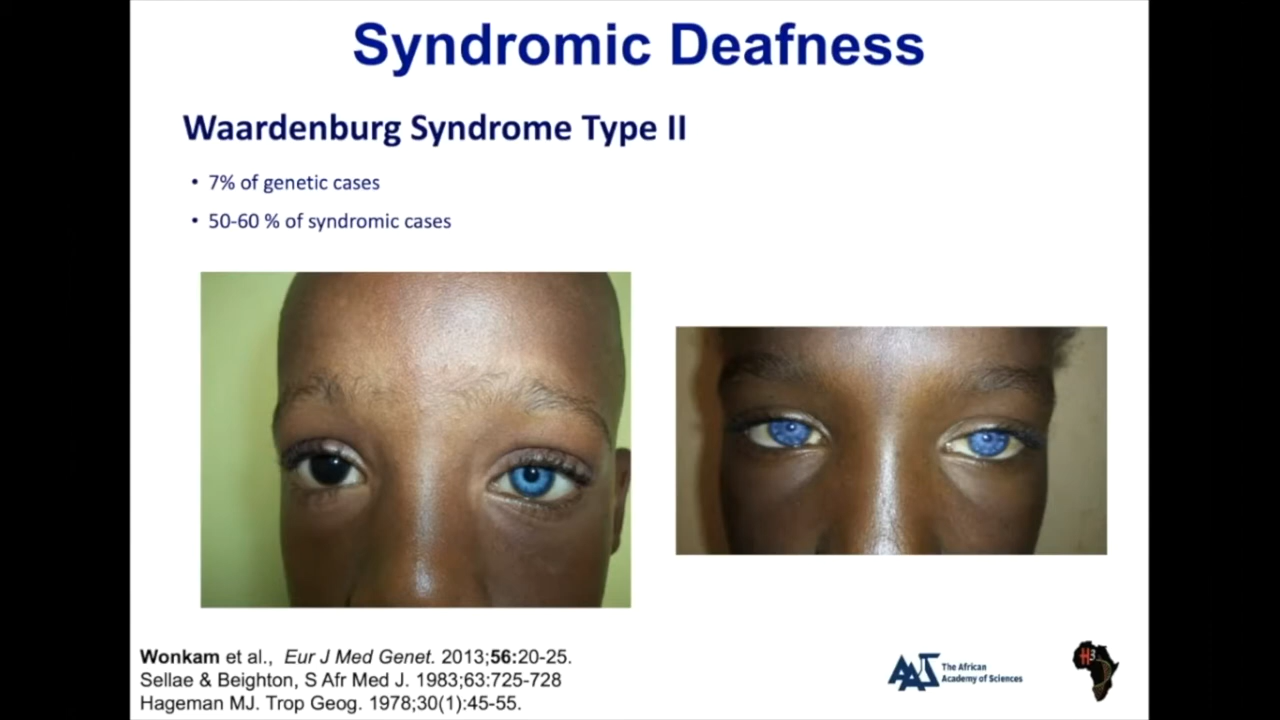 Syndromic Deafness
Waardenburg Syndrome Type II
• 7% of genetic cases
• 50-60 % of syndromic cases
Wonkam et al., Eur J Med Genet. 2013;56:20-25.
Sellae & Beighton, S Afr Med J. 1983;63:725-728
Hageman MJ. Trop Geog. 1978;30(1):45-55.
AAS The African
Academy of Sciences
H3